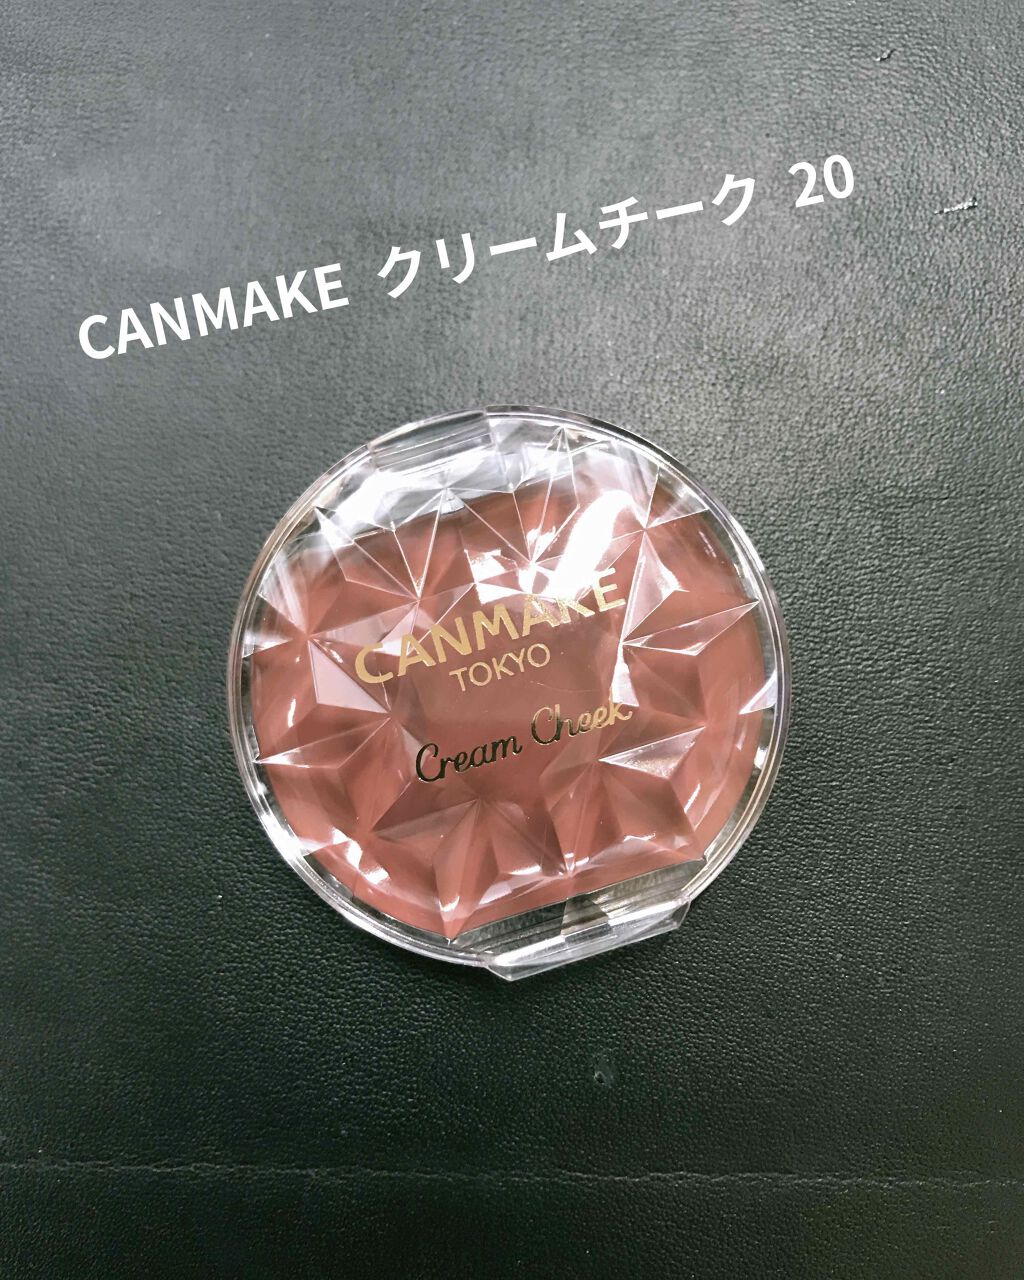 CANMAKE クリームチーク 20
CANMAKE
TOKYO
Cream Cheek